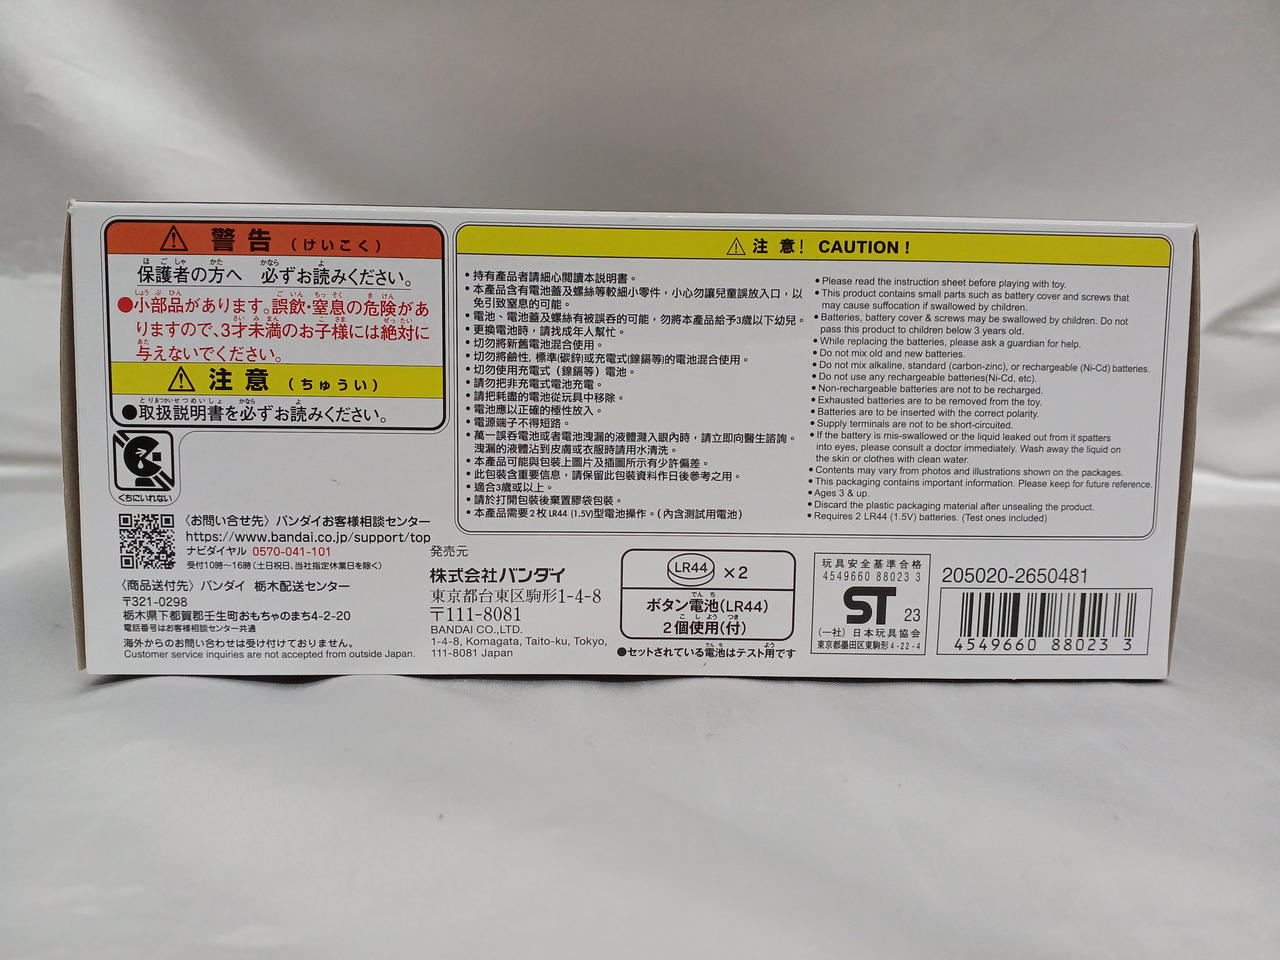 警告（けいこく）
保護者の方へ 必ずお読みください。
●小部品があります。誤飲・窒息の危険があ
りますので、3才未満のお子様には絶対に
与えないでください。
注意（ちゅうい）
●取扱説明書を必ずお読みください。
くちにいれない
〈お問い合せ先〉バンダイお客様相談センター
https://www.bandai.co.jp/support/top
ナビダイヤル 0570-041-101
受付10時～16時(土日祝日、当社指定休業日を除く)
〈商品送付先〉バンダイ 栃木配送センター
〒321-0298
栃木県下都賀郡壬生町おもちゃのまち4-2-20
電話番号はお客様相談センター共通
海外からのお問い合わせは受け付けておりません。
Customer service inquiries are not accepted from outside Japan.
注意! CAUTION!
•持有產品者請細心閱讀本説明書。
•本產品含有電池蓋及螺絲等較細小零件，小心勿讓兒童誤放入口，以
免引致窒息的可能。
•電池、電池蓋及螺絲有被誤吞的可能，勿將本產品給予3歲以下幼兒。
•更換電池時，請找成年人幫忙。
•切勿將新舊電池混合使用。
•切勿將鹼性, 標準(碳鋅)或充電式(鎳鎘)等的電池混合使用。
•切勿使用充電式（鎳鎘等）電池。
•請勿把非充電式電池充電。
•請把耗盡的電池從玩具中移除。
•電池應以正確的極性放入。
•電源端子不得短路。
•萬一誤吞電池或者電池洩漏的液體濺入眼內時，請立即向醫生諮詢。
洩漏的液體沾到皮膚或衣服時請用水清洗。
•本產品可能與包裝上圖片及插圖所示有少許偏差。
•此包裝含重要信息，請保留此包裝資料作日後參考之用。
•適合3歲或以上。
•請於打開包裝後棄置膠袋包裝。
•本產品需要2枚LR44 (1.5V)型電池操作。（內含測試用電池）
•Please read the instruction sheet before playing with toy.
•This product contains small parts such as battery cover and screws that
may cause suffocation if swallowed by children.
•Batteries, battery cover & screws may be swallowed by children. Do not
pass this product to children below 3 years old.
•While replacing the batteries, please ask a guardian for help.
•Do not mix old and new batteries.
•Do not mix alkaline, standard (carbon-zinc), or rechargeable (Ni-Cd) batteries.
•Do not use any rechargeable batteries(Ni-Cd, etc).
•Non-rechargeable batteries are not to be recharged.
•Exhausted batteries are to be removed from the toy.
•Batteries are to be inserted with the correct polarity.
•Supply terminals are not to be short-circuited.
•If the battery is mis-swallowed or the liquid leaked out from it spatters
into eyes, please consult a doctor immediately. Wash away the liquid on
the skin or clothes with clean water.
•Contents may vary from photos and illustrations shown on the packages.
•This packaging contains important information. Please keep for future reference.
•Ages 3 & up.
•Discard the plastic packaging material after unsealing the product.
•Requires 2 LR44 (1.5V) batteries. (Test ones included)
発売元
株式会社バンダイ
東京都台東区駒形1-4-8
〒111-8081
BANDAI CO.,LTD.
1-4-8, Komagata, Taito-ku, Tokyo,
111-8081 Japan
LR44 ×2
ボタン電池(LR44)
2個使用(付)
●セットされている電池はテスト用です
玩具安全基準合格
4549660 88023 3
ST 23
(一社) 日本玩具協会
東京都墨田区東駒形4-22-4
205020-2650481
4549660 88023 3